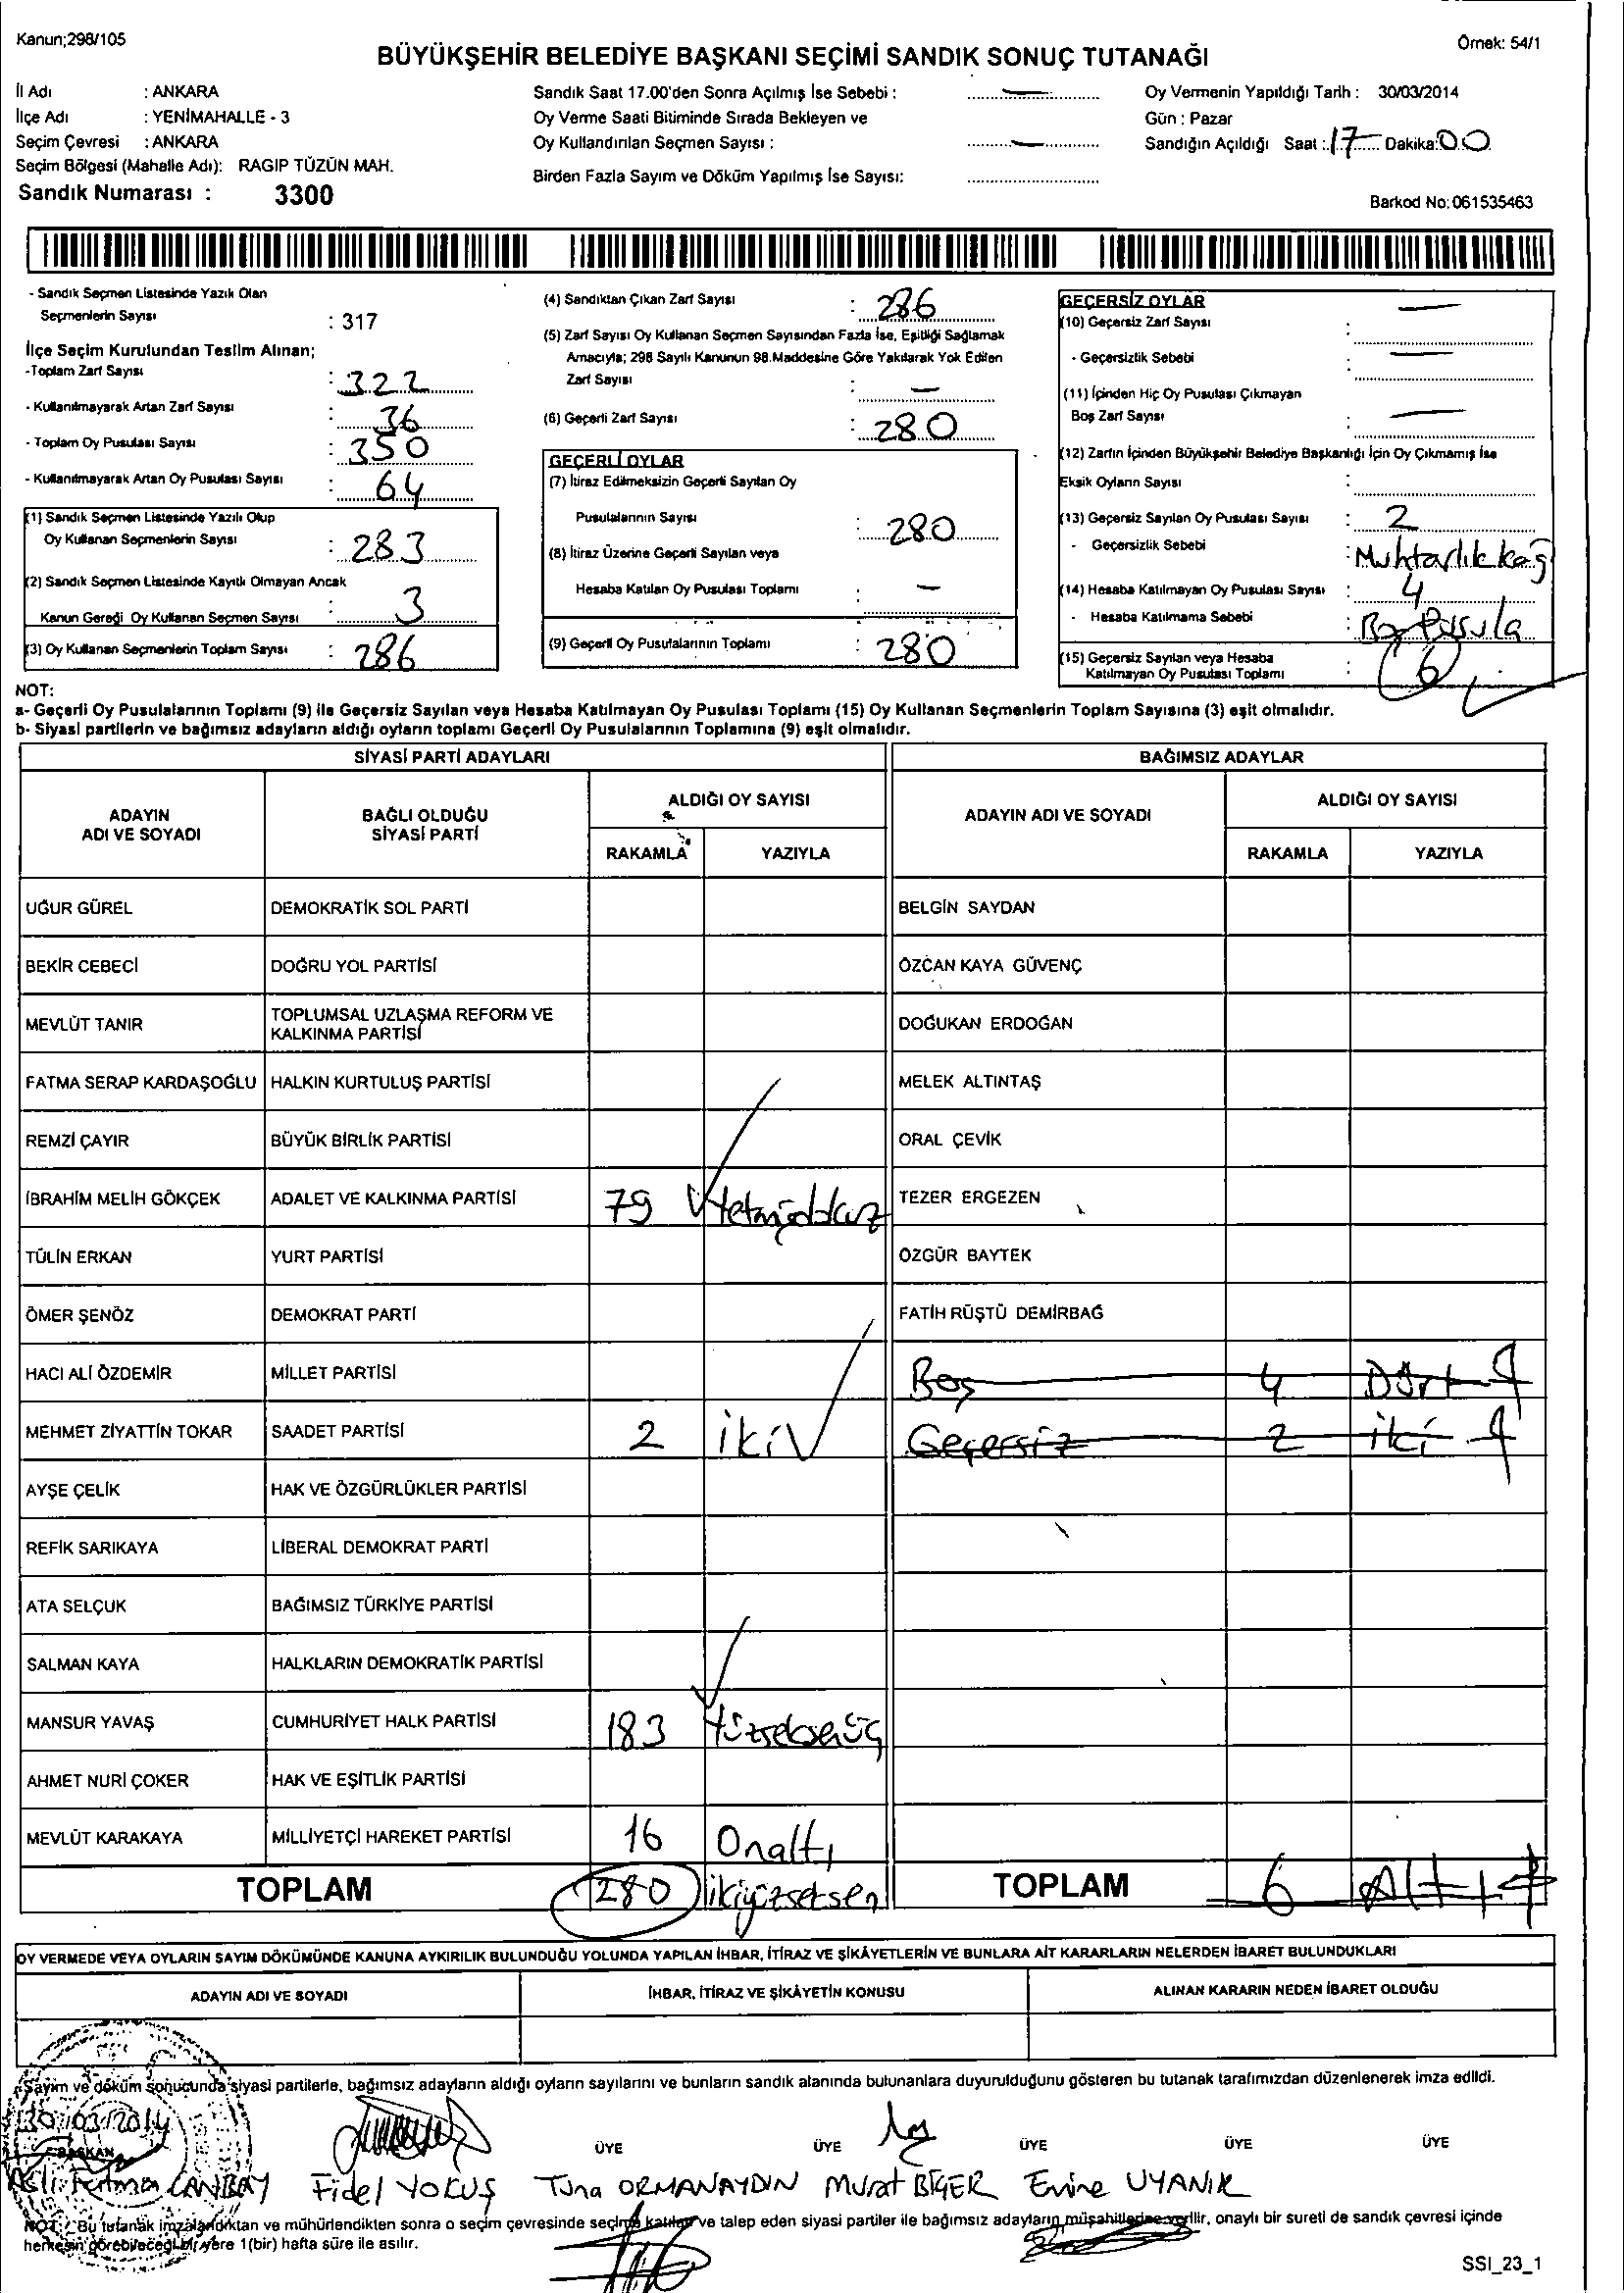 Kanun;298/105
Örnek: 54/1
BÜYÜKŞEHİR BELEDİYE BAŞKANI SEÇİMİ SANDIK SONUÇ TUTANAĞI
İl Adı : ANKARA
İlçe Adı : YENİMAHALLE - 3
Seçim Çevresi : ANKARA
Seçim Bölgesi (Mahalle Adı): RAGIP TÜZÜN MAH.
Sandık Numarası : 3300
Sandık Saat 17.00'den Sonra Açılmış İse Sebebi : —
Oy Verme Saati Bitiminde Sırada Bekleyen ve
Oy Kullandırılan Seçmen Sayısı : —
Birden Fazla Sayım ve Döküm Yapılmış İse Sayısı:
Oy Vermenin Yapıldığı Tarih : 30/03/2014
Gün : Pazar
Sandığın Açıldığı Saat : 17 Dakika: 00
Barkod No: 061535463
- Sandık Seçmen Listesinde Yazılı Olan
Seçmenlerin Sayısı : 317
İlçe Seçim Kurulundan Teslim Alınan;
-Toplam Zarf Sayısı : 322
- Kullanılmayarak Artan Zarf Sayısı : 36
- Toplam Oy Pusulası Sayısı : 350
- Kullanılmayarak Artan Oy Pusulası Sayısı : 64
(1) Sandık Seçmen Listesinde Yazılı Olup
Oy Kullanan Seçmenlerin Sayısı : 283
(2) Sandık Seçmen Listesinde Kayıtlı Olmayan Ancak
Kanun Gereği Oy Kullanan Seçmen Sayısı : 3
(3) Oy Kullanan Seçmenlerin Toplam Sayısı : 286
(4) Sandıktan Çıkan Zarf Sayısı : 286
(5) Zarf Sayısı Oy Kullanan Seçmen Sayısından Fazla İse, Eşitliği Sağlamak
Amacıyla; 298 Sayılı Kanunun 98.Maddesine Göre Yakılarak Yok Edilen
Zarf Sayısı : —
(6) Geçerli Zarf Sayısı : 280
GEÇERLİ OYLAR
(7) İtiraz Edilmeksizin Geçerli Sayılan Oy
Pusulalarının Sayısı : 280
(8) İtiraz Üzerine Geçerli Sayılan veya
Hesaba Katılan Oy Pusulası Toplamı : —
(9) Geçerli Oy Pusulalarının Toplamı : 280
GEÇERSİZ OYLAR
(10) Geçersiz Zarf Sayısı : —
- Geçersizlik Sebebi : —
(11) İçinden Hiç Oy Pusulası Çıkmayan
Boş Zarf Sayısı : —
(12) Zarfın İçinden Büyükşehir Belediye Başkanlığı İçin Oy Çıkmamış İse
Eksik Oyların Sayısı :
(13) Geçersiz Sayılan Oy Pusulası Sayısı : 2
- Geçersizlik Sebebi : Muhtarlık kağ
(14) Hesaba Katılmayan Oy Pusulası Sayısı : 4
- Hesaba Katılmama Sebebi : Boş Pusula
(15) Geçersiz Sayılan veya Hesaba
Katılmayan Oy Pusulası Toplamı : 6
NOT:
a- Geçerli Oy Pusulalarının Toplamı (9) ile Geçersiz Sayılan veya Hesaba Katılmayan Oy Pusulası Toplamı (15) Oy Kullanan Seçmenlerin Toplam Sayısına (3) eşit olmalıdır.
b- Siyasi partilerin ve bağımsız adayların aldığı oyların toplamı Geçerli Oy Pusulalarının Toplamına (9) eşit olmalıdır.
SİYASİ PARTİ ADAYLARI
BAĞIMSIZ ADAYLAR
ADAYIN
ADI VE SOYADI
BAĞLI OLDUĞU
SİYASİ PARTİ
ALDIĞI OY SAYISI
RAKAMLA YAZIYLA
ADAYIN ADI VE SOYADI
ALDIĞI OY SAYISI
RAKAMLA YAZIYLA
UĞUR GÜREL DEMOKRATİK SOL PARTİ BELGİN SAYDAN
BEKİR CEBECİ DOĞRU YOL PARTİSİ ÖZCAN KAYA GÜVENÇ
MEVLÜT TANIR TOPLUMSAL UZLAŞMA REFORM VE
KALKINMA PARTİSİ DOĞUKAN ERDOĞAN
FATMA SERAP KARDAŞOĞLU HALKIN KURTULUŞ PARTİSİ MELEK ALTINTAŞ
REMZİ ÇAYIR BÜYÜK BİRLİK PARTİSİ ORAL ÇEVİK
İBRAHİM MELİH GÖKÇEK ADALET VE KALKINMA PARTİSİ 79 Yetmişdokuz TEZER ERGEZEN
TÜLİN ERKAN YURT PARTİSİ ÖZGÜR BAYTEK
ÖMER ŞENÖZ DEMOKRAT PARTİ FATİH RÜŞTÜ DEMİRBAĞ
HACI ALİ ÖZDEMİR MİLLET PARTİSİ Boş 4 Dört
MEHMET ZİYATTİN TOKAR SAADET PARTİSİ 2 iki Geçersiz 2 iki
AYŞE ÇELİK HAK VE ÖZGÜRLÜKLER PARTİSİ
REFİK SARIKAYA LİBERAL DEMOKRAT PARTİ
ATA SELÇUK BAĞIMSIZ TÜRKİYE PARTİSİ
SALMAN KAYA HALKLARIN DEMOKRATİK PARTİSİ
MANSUR YAVAŞ CUMHURİYET HALK PARTİSİ 183 Yüzseksenüç
AHMET NURİ ÇOKER HAK VE EŞİTLİK PARTİSİ
MEVLÜT KARAKAYA MİLLİYETÇİ HAREKET PARTİSİ 16 Onaltı
TOPLAM 280 ikiyüzseksen TOPLAM 6 Altı
OY VERMEDE VEYA OYLARIN SAYIM DÖKÜMÜNDE KANUNA AYKIRILIK BULUNDUĞU YOLUNDA YAPILAN İHBAR, İTİRAZ VE ŞİKÂYETLERİN VE BUNLARA AİT KARARLARIN NELERDEN İBARET BULUNDUKLARI
ADAYIN ADI VE SOYADI İHBAR, İTİRAZ VE ŞİKÂYETİN KONUSU ALINAN KARARIN NEDEN İBARET OLDUĞU
Sayım ve döküm sonucunda siyasi partilerle, bağımsız adayların aldığı oyların sayılarını ve bunların sandık alanında bulunanlara duyurulduğunu gösteren bu tutanak tarafımızdan düzenlenerek imza edildi.
30/03/2014
BAŞKAN ÜYE ÜYE ÜYE ÜYE ÜYE
Aslı Fatma CANBAY Fidel YOKUŞ Tuna ORMANAYDIN Murat BİÇER Emine UYANIK
NOT: Bu tutanak imzalandıktan ve mühürlendikten sonra o seçim çevresinde seçime katılan ve talep eden siyasi partiler ile bağımsız adayların müşahitlerine verilir, onaylı bir sureti de sandık çevresi içinde
herkesin görebileceği bir yere 1(bir) hafta süre ile asılır.
SSI_23_1